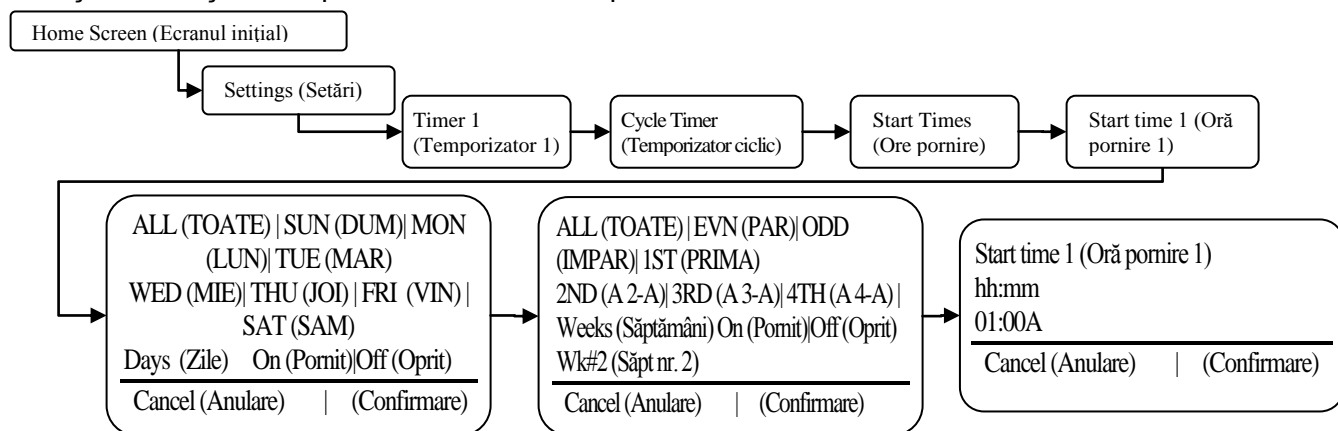 Home Screen (Ecranul inițial)
Settings (Setări)
Timer 1
(Temporizator 1)
Cycle Timer
(Temporizator ciclic)
Start Times
(Ore pornire)
Start time 1 (Oră
pornire 1)
ALL (TOATE) | SUN (DUM)| MON
(LUN)| TUE (MAR)
WED (MIE)| THU (JOI) | FRI (VIN) |
SAT (SAM)
Days (Zile) On (Pornit)|Off (Oprit)
Cancel (Anulare) | (Confirmare)
ALL (TOATE) | EVN (PAR)| ODD
(IMPAR)| 1ST (PRIMA)
2ND (A 2-A)| 3RD (A 3-A)| 4TH (A 4-A) |
Weeks (Săptămâni) On (Pornit)|Off (Oprit)
Wk#2 (Săpt nr. 2)
Cancel (Anulare) | (Confirmare)
Start time 1 (Oră pornire 1)
hh:mm
01:00A
Cancel (Anulare) | (Confirmare)